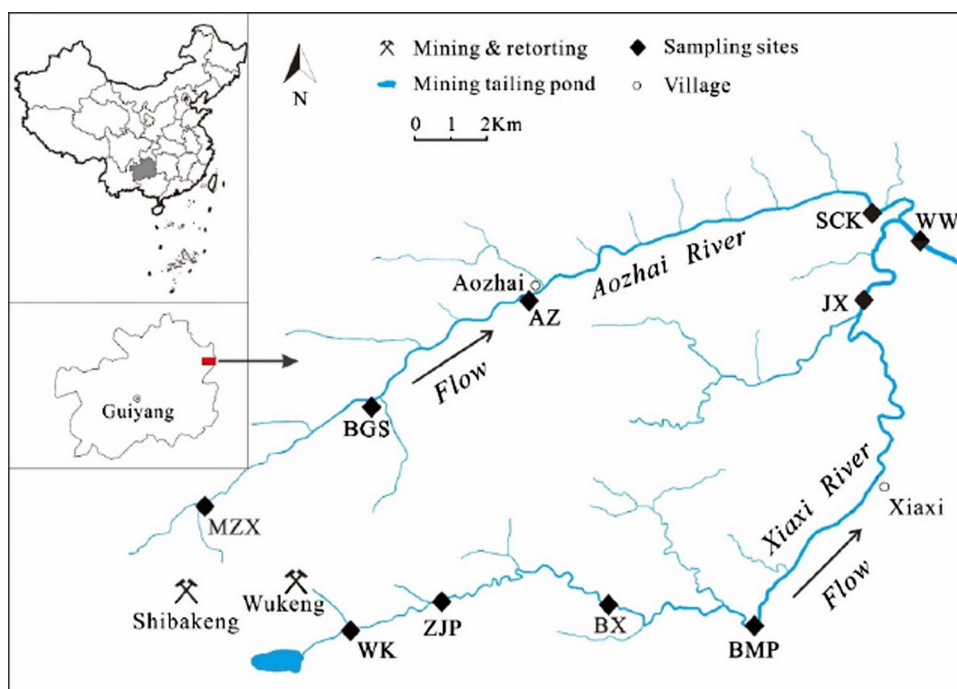 N
Mining & retorting
Sampling sites
Mining tailing pond
Village
0 1 2Km
SCK
WW
Aozhai River
Aozhai
AZ
JX
Flow
Guiyang
BGS
Xiaxi River
Xiaxi
MZX
Flow
Shibakeng
Wukeng
WK
ZJP
BX
BMP